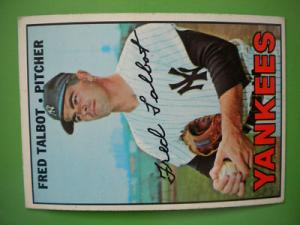 FRED TALBOT • PITCHER
NY
Fred Talbot
YANKEES